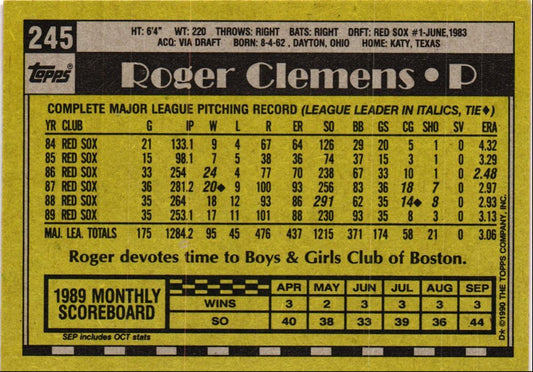 245
HT: 6'4" WT: 220 THROWS: RIGHT BATS: RIGHT DRFT: RED SOX #1-JUNE, 1983
ACQ: VIA DRAFT BORN: 8-4-62, DAYTON, OHIO HOME: KATY, TEXAS
Topps
Roger Clemens • P
COMPLETE MAJOR LEAGUE PITCHING RECORD (LEAGUE LEADER IN ITALICS, TIE♦)
YR CLUB G IP W L R ER SO BB GS CG SHO SV ERA
84 RED SOX 21 133.1 9 4 67 64 126 29 20 5 1 0 4.32
85 RED SOX 15 98.1 7 5 38 36 74 37 15 3 1 0 3.29
86 RED SOX 33 254 24 4 77 70 238 67 33 10 1 0 2.48
87 RED SOX 36 281.2 20♦ 9 100 93 256 83 36 18 7 0 2.97
88 RED SOX 35 264 18 12 93 86 291 62 35 14♦ 8 0 2.93
89 RED SOX 35 253.1 17 11 101 88 230 93 35 8 3 0 3.13
MAJ. LEA. TOTALS 175 1284.2 95 45 476 437 1215 371 174 58 21 0 3.06
Roger devotes time to Boys & Girls Club of Boston.
1989 MONTHLY
SCOREBOARD
APR MAY JUN JUL AUG SEP
WINS 3 2 3 3 3 3
SO 40 38 33 39 36 44
SEP includes OCT stats
D* © 1990 THE TOPPS COMPANY, INC.